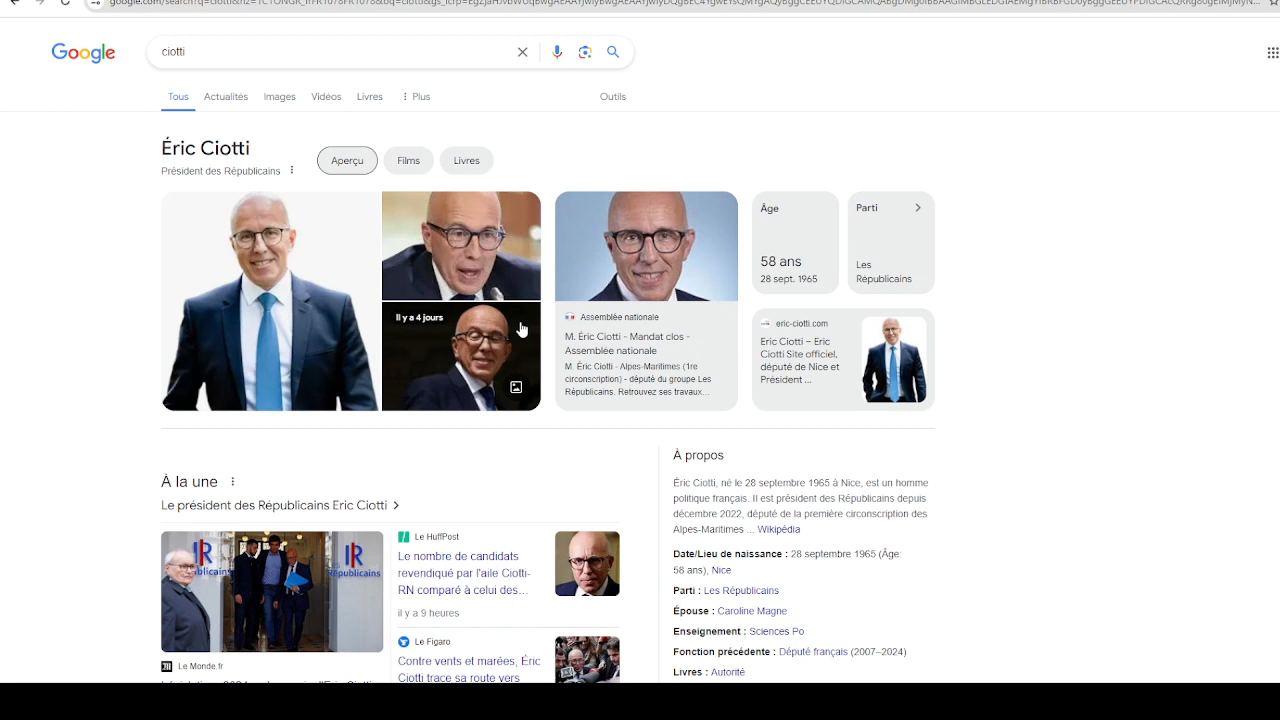 Google
ciotti
Tous Actualités Images Vidéos Livres Plus Outils
Éric Ciotti
Président des Républicains
Aperçu Films Livres
Il y a 4 jours
Assemblée nationale
M. Éric Ciotti - Mandat clos -
Assemblée nationale
M. Éric Ciotti - Alpes-Maritimes (1re
circonscription) - député du groupe Les
Républicains. Retrouvez ses travaux...
Âge
58 ans
28 sept. 1965
Parti
Les
Républicains
eric-ciotti.com
Eric Ciotti – Eric
Ciotti Site officiel,
député de Nice et
Président ...
À la une
Le président des Républicains Eric Ciotti
Républicains
Le Monde.fr
Le HuffPost
Le nombre de candidats
revendiqué par l'aile Ciotti-
RN comparé à celui des...
il y a 9 heures
Le Figaro
Contre vents et marées, Éric
Ciotti trace sa route vers
À propos
Éric Ciotti, né le 28 septembre 1965 à Nice, est un homme
politique français. Il est président des Républicains depuis
décembre 2022, député de la première circonscription des
Alpes-Maritimes ... Wikipédia
Date/Lieu de naissance : 28 septembre 1965 (Âge:
58 ans), Nice
Parti : Les Républicains
Épouse : Caroline Magne
Enseignement : Sciences Po
Fonction précédente : Député français (2007–2024)
Livres : Autorité